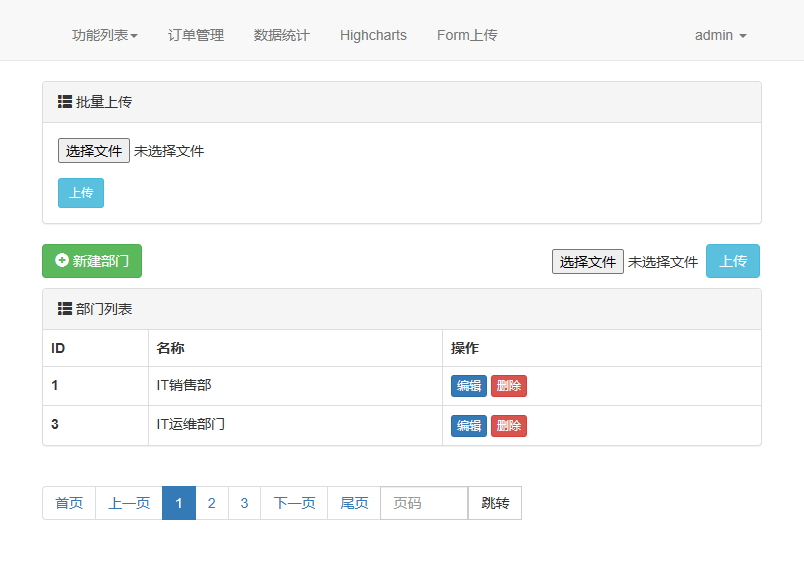 功能列表 订单管理 数据统计 Highcharts Form上传 admin
批量上传
选择文件 未选择文件
上传
新建部门 选择文件 未选择文件 上传
部门列表
ID 名称 操作
1 IT销售部 编辑 删除
3 IT运维部门 编辑 删除
首页 上一页 1 2 3 下一页 尾页 页码 跳转